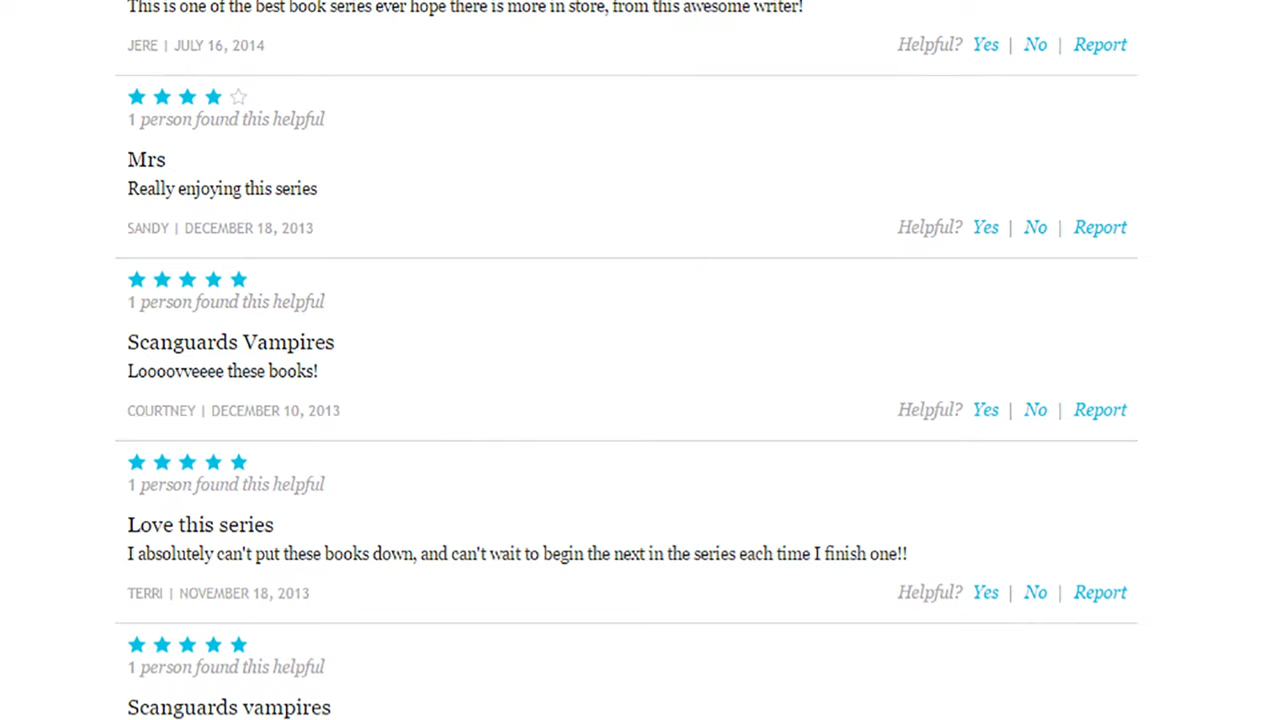 This is one of the best book series ever hope there is more in store, from this awesome writer!
JERE | JULY 16, 2014 Helpful? Yes | No | Report
1 person found this helpful
Mrs
Really enjoying this series
SANDY | DECEMBER 18, 2013 Helpful? Yes | No | Report
1 person found this helpful
Scanguards Vampires
Loooovveeee these books!
COURTNEY | DECEMBER 10, 2013 Helpful? Yes | No | Report
1 person found this helpful
Love this series
I absolutely can't put these books down, and can't wait to begin the next in the series each time I finish one!!
TERRI | NOVEMBER 18, 2013 Helpful? Yes | No | Report
1 person found this helpful
Scanguards vampires